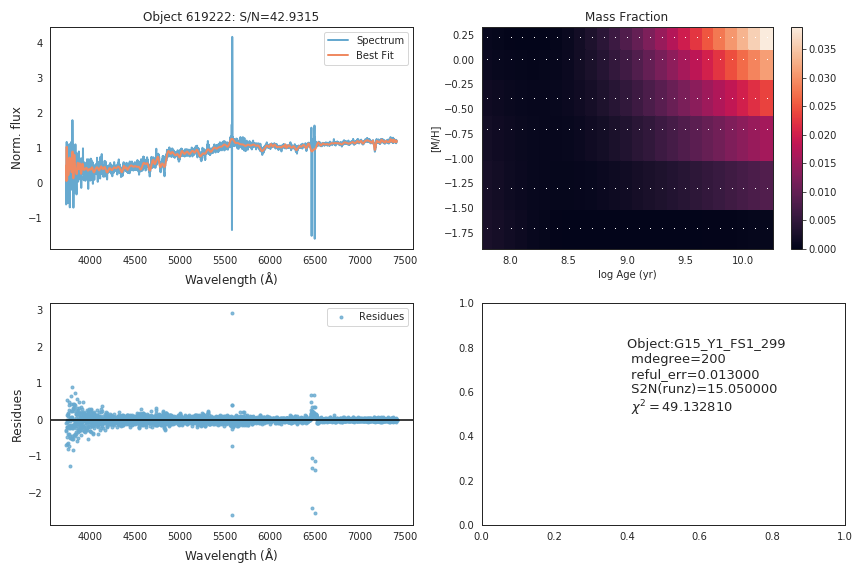 Object 619222: S/N=42.9315
4
3
2
1
0
−1
Norm. flux
Spectrum
Best Fit
4000 4500 5000 5500 6000 6500 7000 7500
Wavelength (Å)
Mass Fraction
0.25
0.00
−0.25
−0.50
−0.75
−1.00
−1.25
−1.50
−1.75
[M/H]
8.0 8.5 9.0 9.5 10.0
log Age (yr)
0.035
0.030
0.025
0.020
0.015
0.010
0.005
0.000
3
2
1
0
−1
−2
Residues
Residues
4000 4500 5000 5500 6000 6500 7000 7500
Wavelength (Å)
1.0
0.8
0.6
0.4
0.2
0.0
Object:G15_Y1_FS1_299
mdegree=200
reful_err=0.013000
S2N(runz)=15.050000
χ² = 49.132810
0.0 0.2 0.4 0.6 0.8 1.0